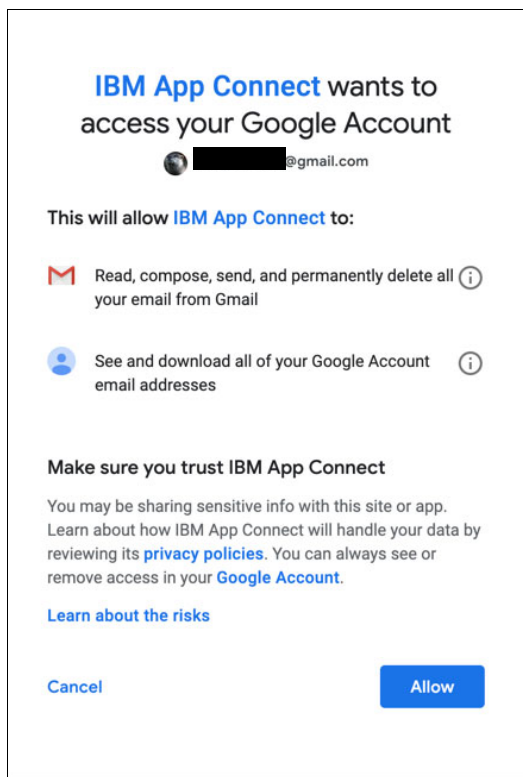 IBM App Connect wants to
access your Google Account
@gmail.com
This will allow IBM App Connect to:
Read, compose, send, and permanently delete all
your email from Gmail
See and download all of your Google Account
email addresses
Make sure you trust IBM App Connect
You may be sharing sensitive info with this site or app.
Learn about how IBM App Connect will handle your data by
reviewing its privacy policies. You can always see or
remove access in your Google Account.
Learn about the risks
Cancel
Allow